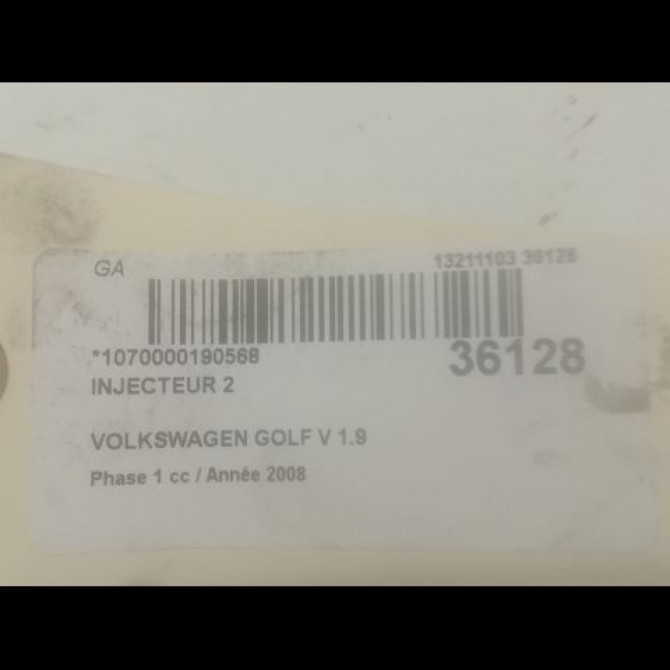 GA
13211103 36128
*1070000190568
36128
INJECTEUR 2
VOLKSWAGEN GOLF V 1.9
Phase 1 cc / Année 2008